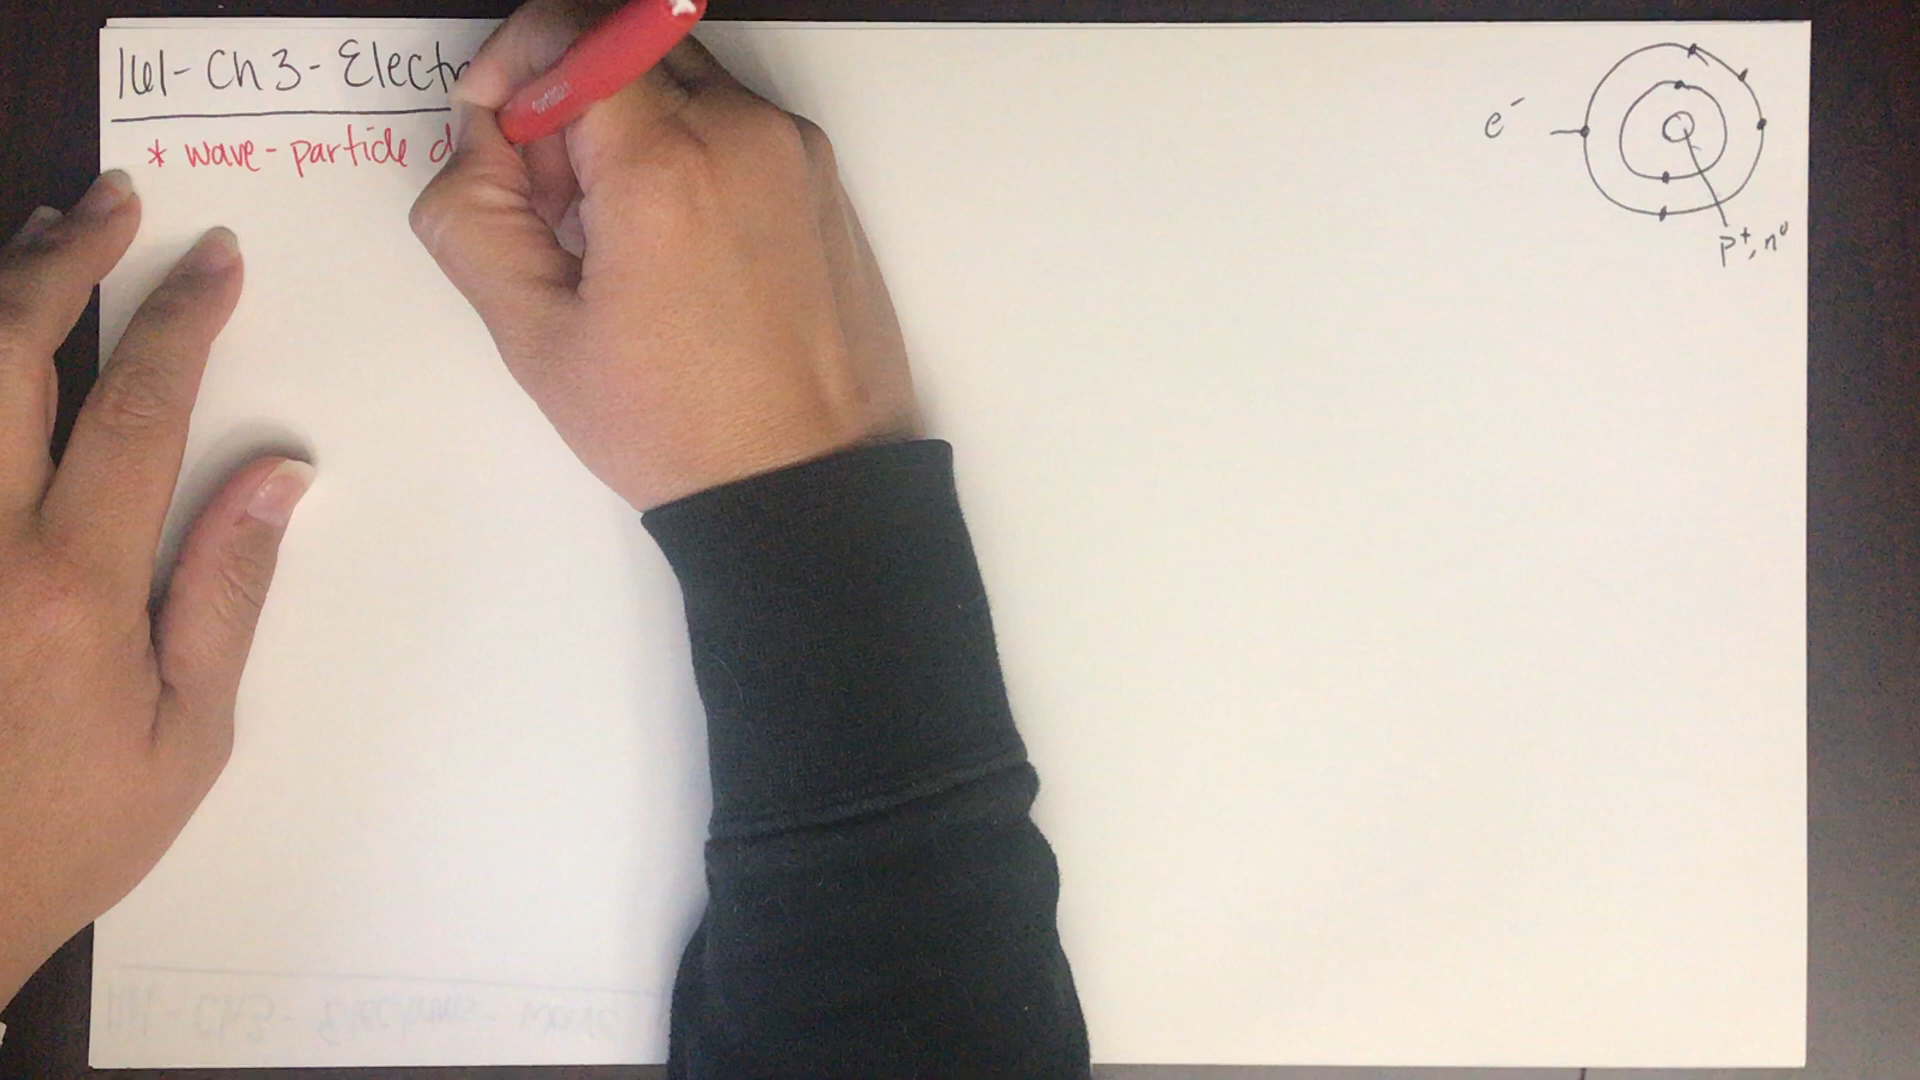 161 - Ch 3 - Electr
* wave - particle d
e⁻
p⁺, n⁰